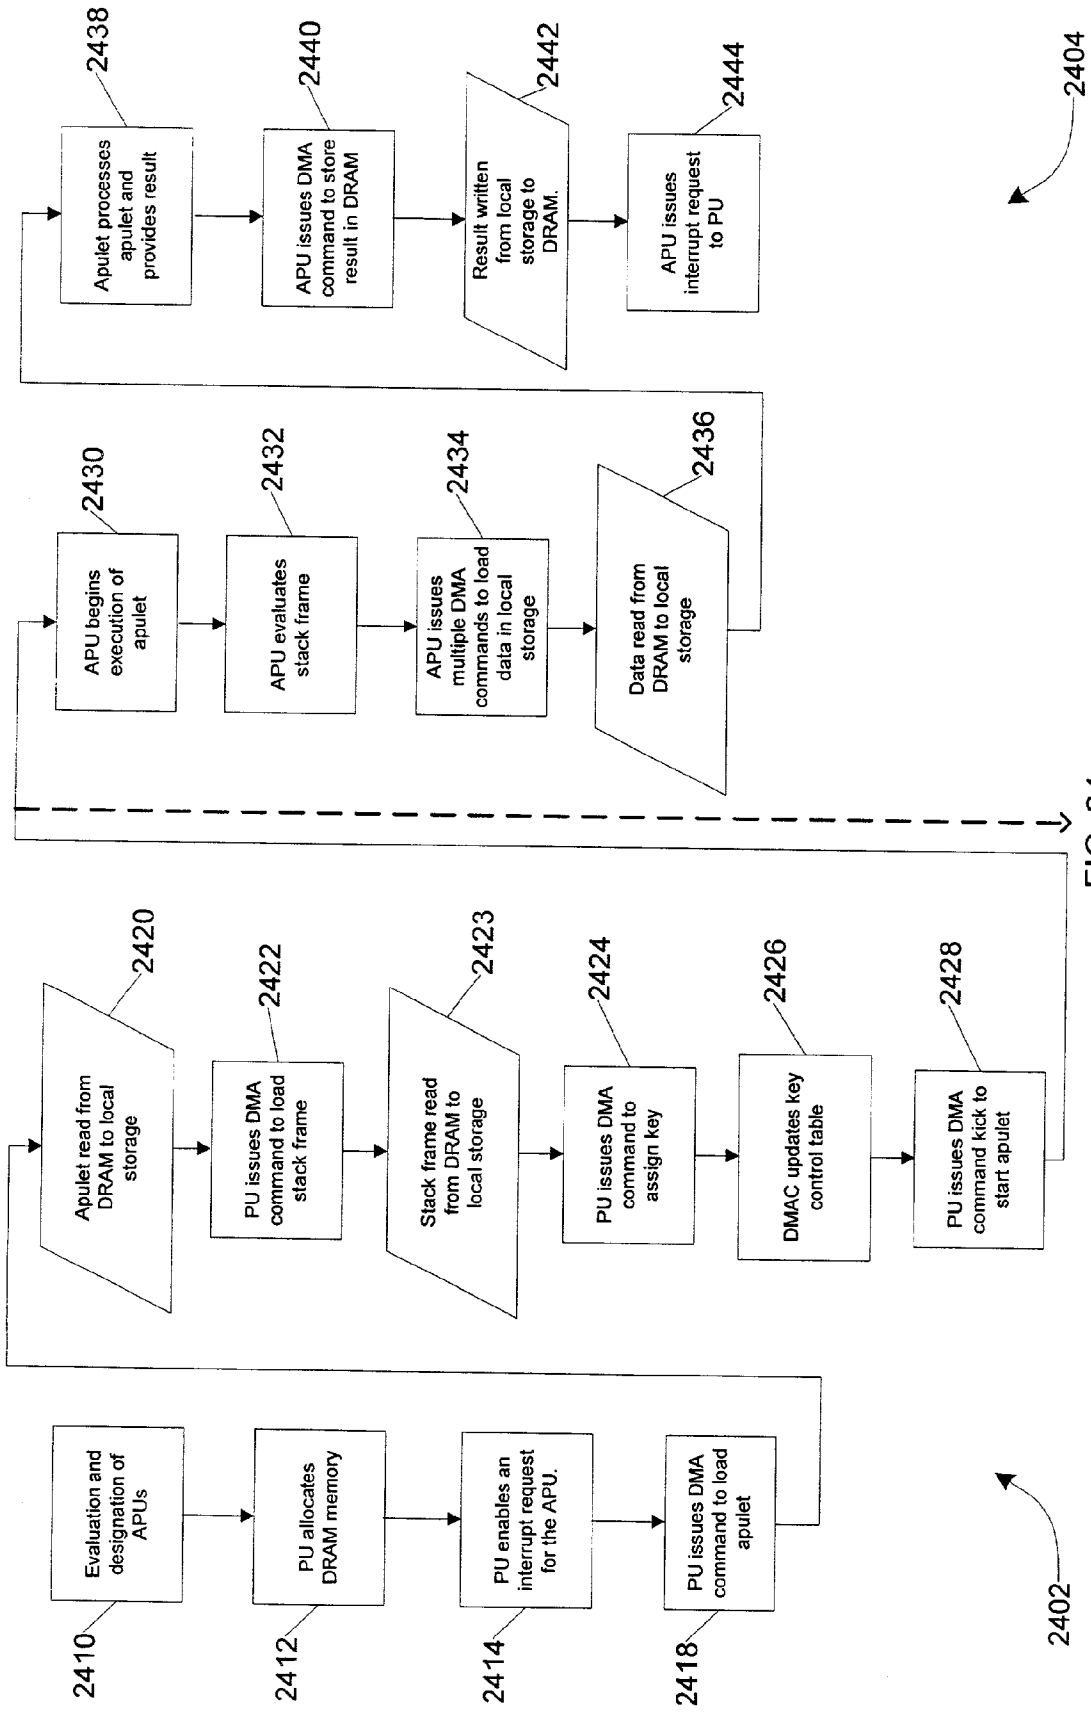 Evaluation and
designation of
APUs
2410
PU allocates
DRAM memory
2412
PU enables an
interrupt request
for the APU.
2414
PU issues DMA
command to load
apulet
2418
Apulet read from
DRAM to local
storage
2420
PU issues DMA
command to load
stack frame
2422
Stack frame read
from DRAM to
local storage
2423
PU issues DMA
command to
assign key
2424
DMAC updates key
control table
2426
PU issues DMA
command kick to
start apulet
2428
APU begins
execution of
apulet
2430
APU evaluates
stack frame
2432
APU issues
multiple DMA
commands to load
data in local
storage
2434
Data read from
DRAM to local
storage
2436
Apulet processes
apulet and
provides result
2438
APU issues DMA
command to store
result in DRAM
2440
Result written
from local
storage to
DRAM.
2442
APU issues
interrupt request
to PU
2444
2402
2404
FIG.